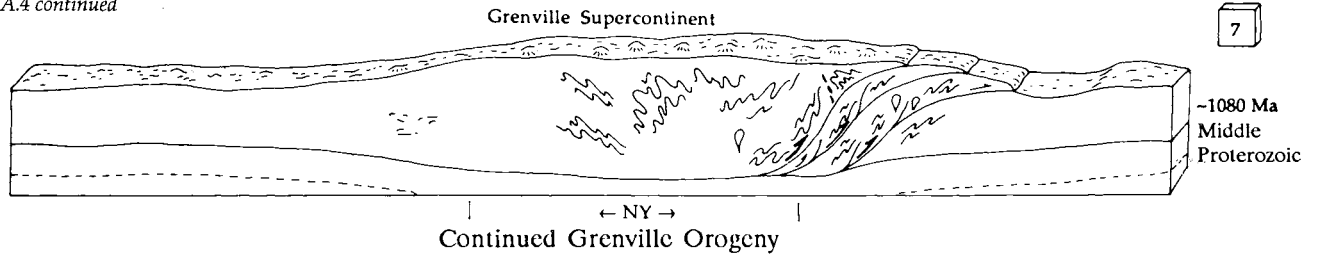 A.4 continued
Grenville Supercontinent
7
~1080 Ma
Middle
Proterozoic
← NY →
Continued Grenville Orogeny